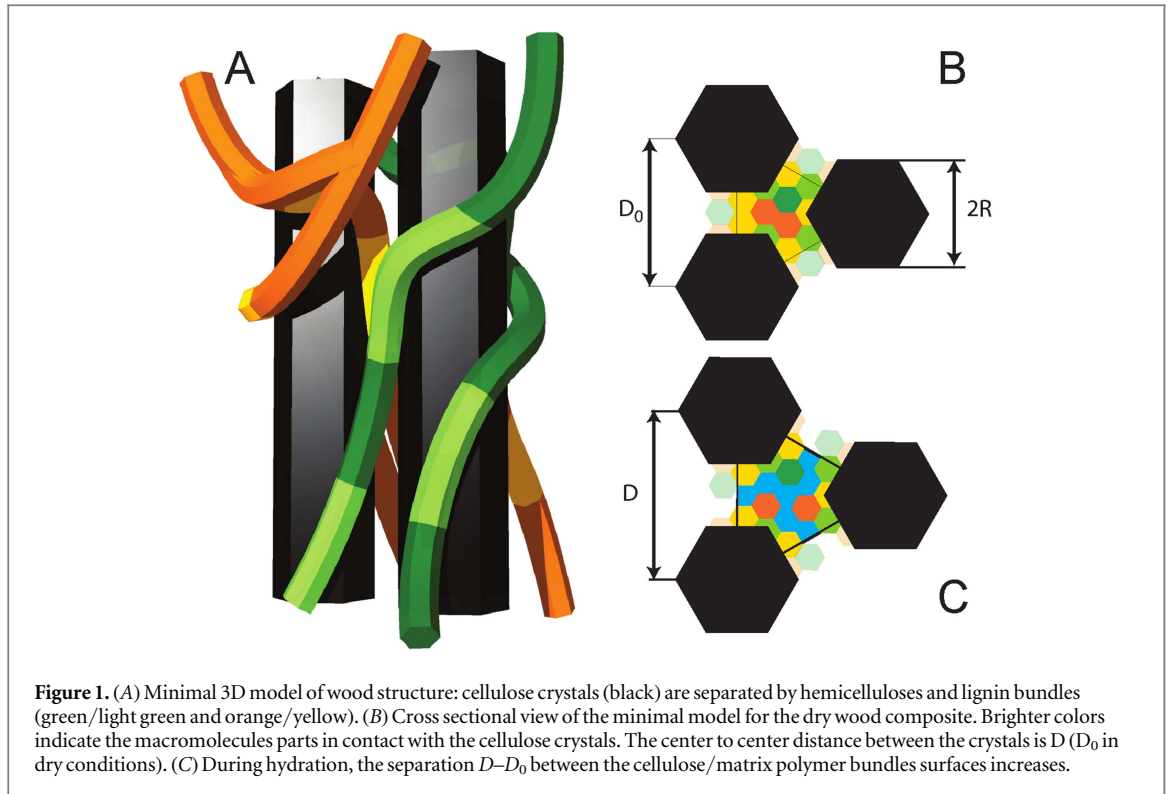 A
B
D₀
2R
D
C
Figure 1. (A) Minimal 3D model of wood structure: cellulose crystals (black) are separated by hemicelluloses and lignin bundles
(green/light green and orange/yellow). (B) Cross sectional view of the minimal model for the dry wood composite. Brighter colors
indicate the macromolecules parts in contact with the cellulose crystals. The center to center distance between the crystals is D (D₀ in
dry conditions). (C) During hydration, the separation D–D₀ between the cellulose/matrix polymer bundles surfaces increases.